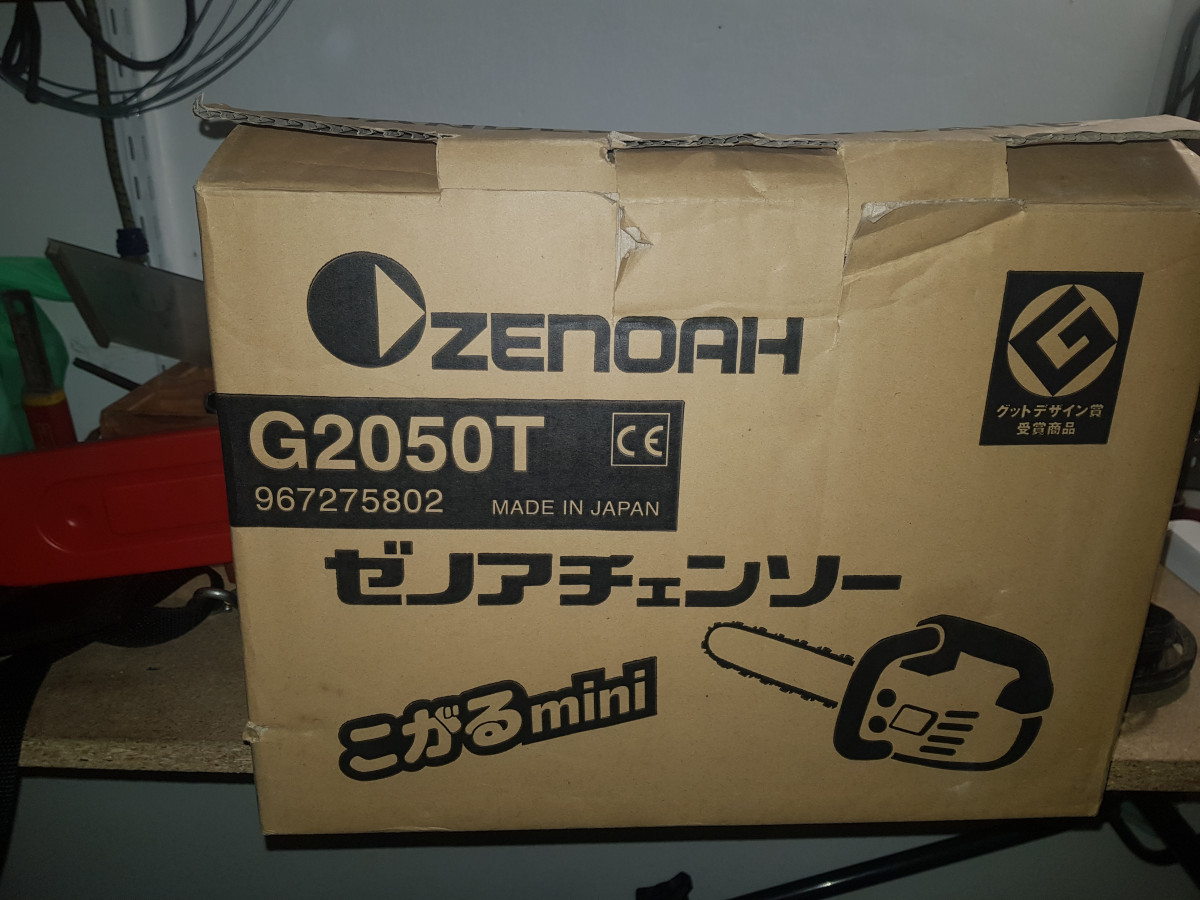 ZENOAH
G2050T
CE
967275802
MADE IN JAPAN
G
グットデザイン賞
受賞商品
ゼノアチェンソー
こがるmini